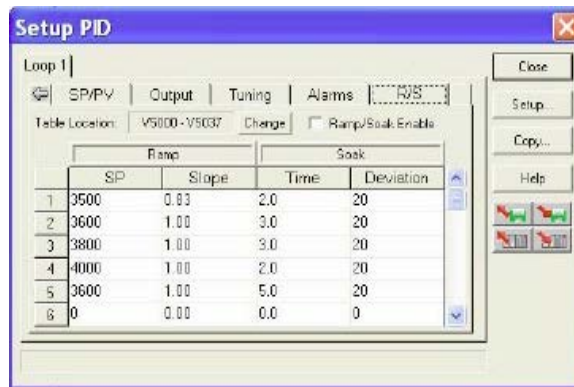 Setup PID
Loop 1
Close
SP/PV Output Tuning Alarms R/S
Setup...
Table Location: V5000 - V5037 Change Ramp/Soak Enable
Copy...
Ramp Soak
Help
SP Slope Time Deviation
1 3500 0.83 2.0 20
2 3600 1.00 3.0 20
3 3800 1.00 3.0 20
4 4000 1.00 2.0 20
5 3600 1.00 5.0 20
6 0 0.00 0.0 0